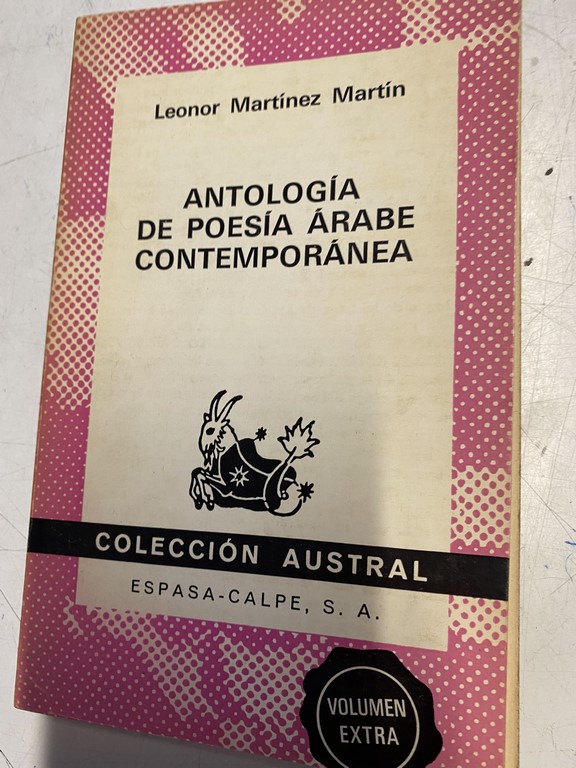 Leonor Martínez Martín
ANTOLOGÍA
DE POESÍA ÁRABE
CONTEMPORÁNEA
COLECCIÓN AUSTRAL
ESPASA-CALPE, S. A.
VOLUMEN
EXTRA